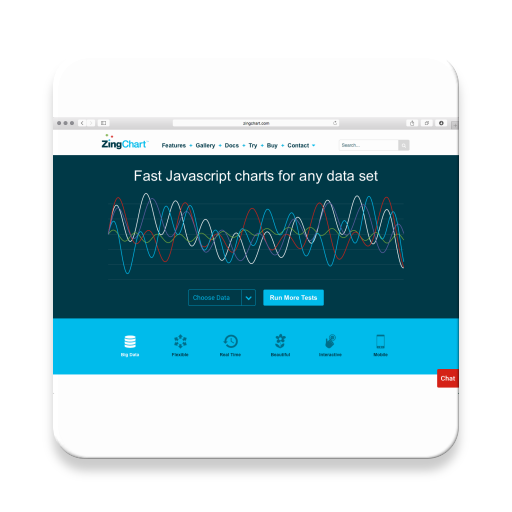 zingchart.com
ZingChart
Features Gallery Docs Try Buy Contact
Search...
Fast Javascript charts for any data set
Choose Data
Run More Tests
Big Data Flexible Real Time Beautiful Interactive Mobile
Chat